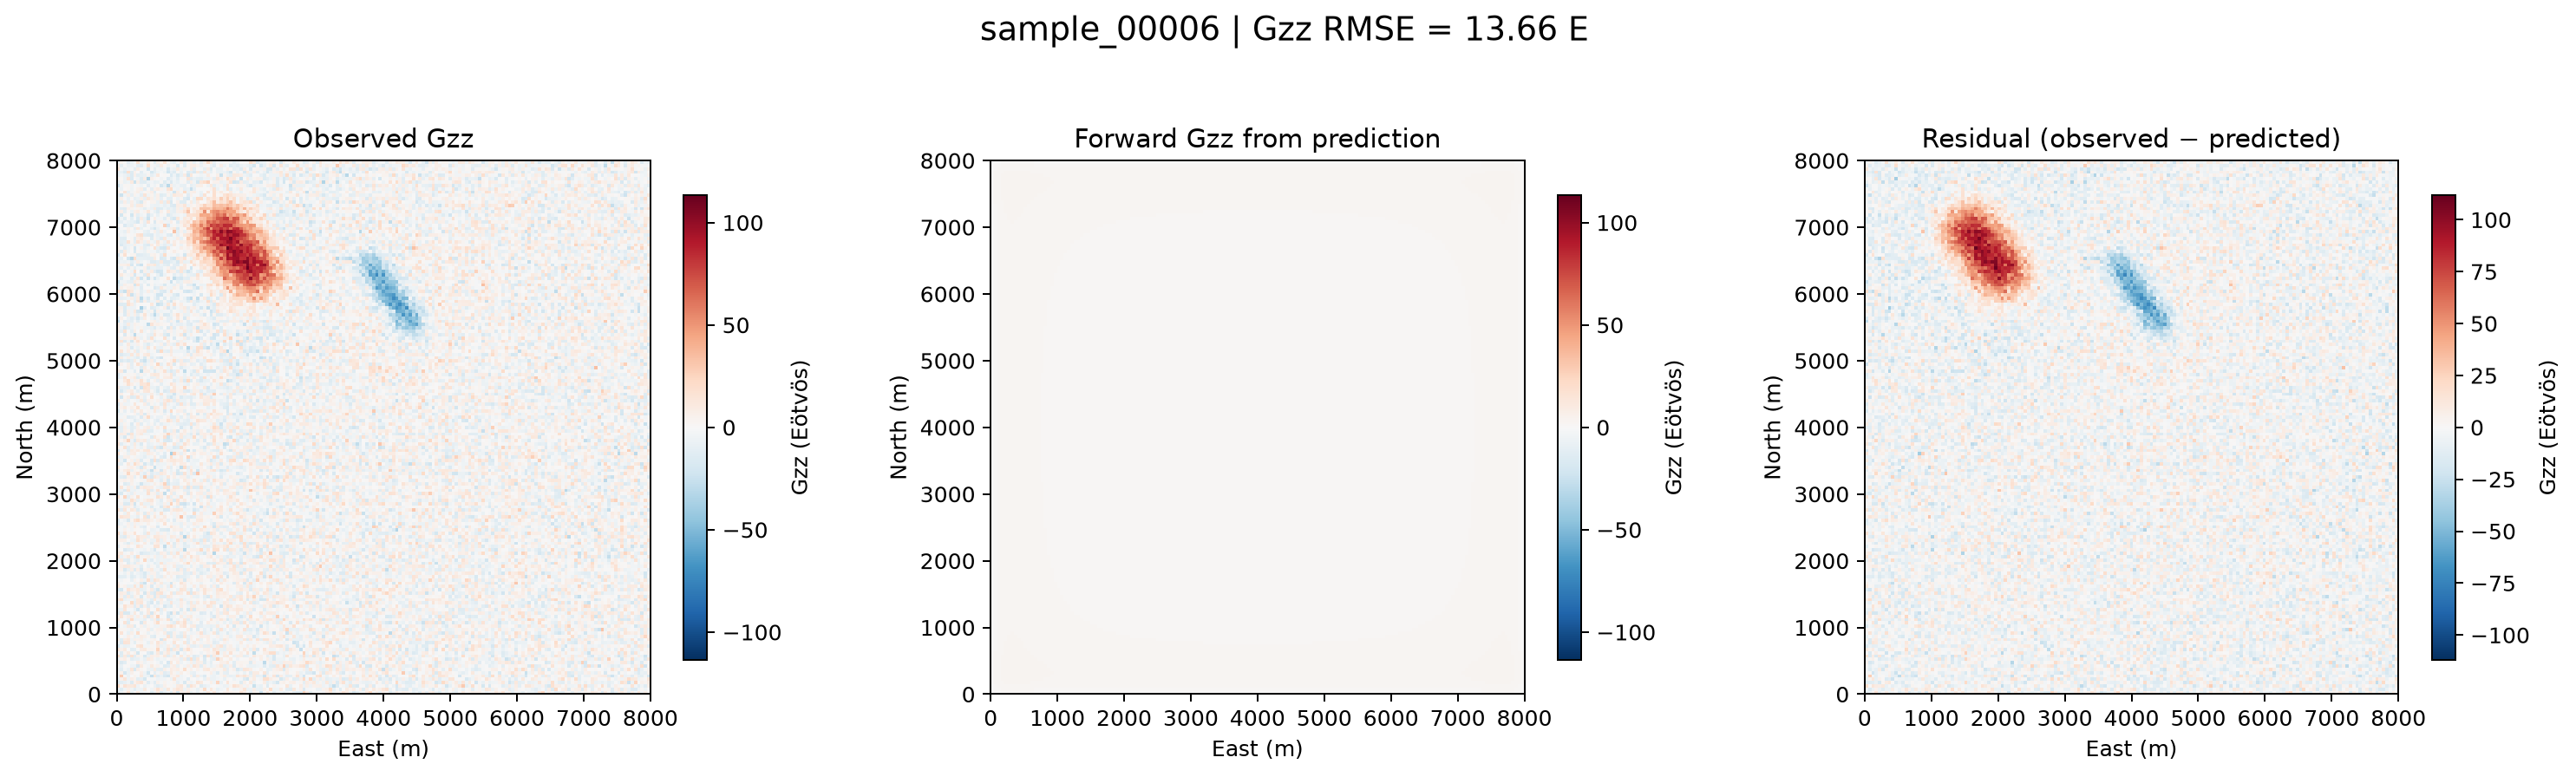 sample_00006 | Gzz RMSE = 13.66 E
Observed Gzz
8000
7000
6000
5000
4000
3000
2000
1000
0
North (m)
0 1000 2000 3000 4000 5000 6000 7000 8000
East (m)
100
50
0
−50
−100
Gzz (Eötvös)
Forward Gzz from prediction
8000
7000
6000
5000
4000
3000
2000
1000
0
North (m)
0 1000 2000 3000 4000 5000 6000 7000 8000
East (m)
100
50
0
−50
−100
Gzz (Eötvös)
Residual (observed − predicted)
8000
7000
6000
5000
4000
3000
2000
1000
0
North (m)
0 1000 2000 3000 4000 5000 6000 7000 8000
East (m)
100
75
50
25
0
−25
−50
−75
−100
Gzz (Eötvös)